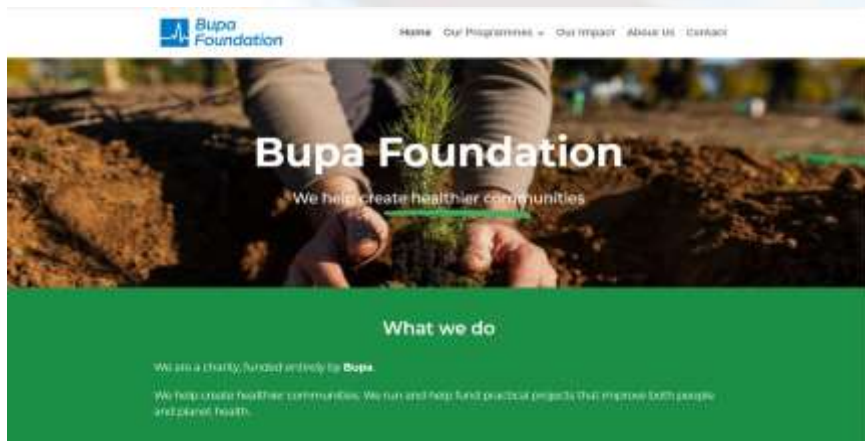 Bupa
Foundation
Home Our Programmes Our Impact About Us Contact
Bupa Foundation
We help create healthier communities
What we do
We are a charity, funded entirely by Bupa.
We help create healthier communities. We run and help fund practical projects that improve both people
and planet health.